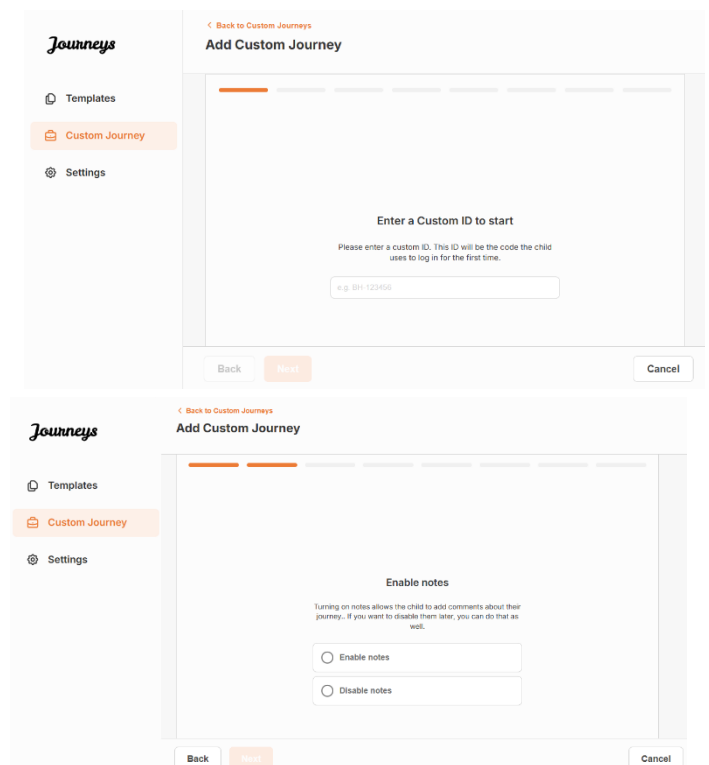 < Back to Custom Journeys
Journeys
Add Custom Journey
Templates
Custom Journey
Settings
Enter a Custom ID to start
Please enter a custom ID. This ID will be the code the child
uses to log in for the first time.
e.g. BH-123456
Back
Next
Cancel
< Back to Custom Journeys
Journeys
Add Custom Journey
Templates
Custom Journey
Settings
Enable notes
Turning on notes allows the child to add comments about their
journey.. If you want to disable them later, you can do that as
well.
Enable notes
Disable notes
Back
Next
Cancel